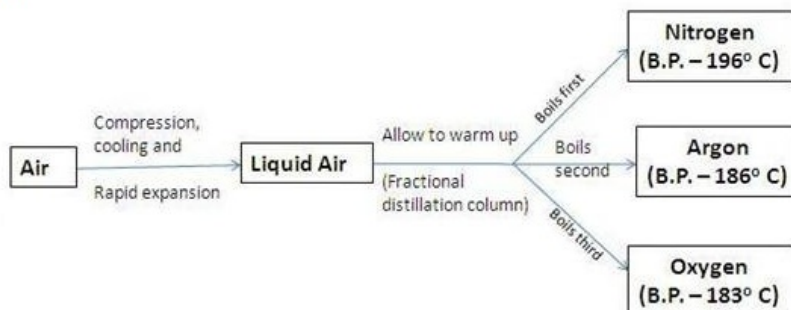 Air
Compression,
cooling and
Rapid expansion
Liquid Air
Allow to warm up
(Fractional
distillation column)
Boils first
Nitrogen
(B.P. – 196° C)
Boils
second
Argon
(B.P. – 186° C)
Boils third
Oxygen
(B.P. – 183° C)